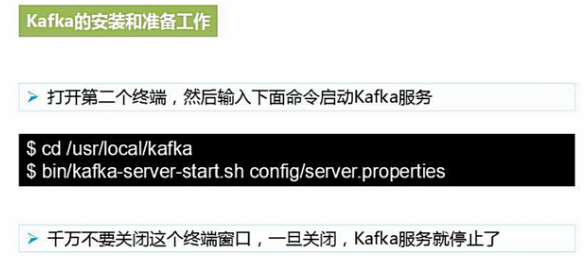 Kafka的安装和准备工作
➢ 打开第二个终端，然后输入下面命令启动Kafka服务
$ cd /usr/local/kafka
$ bin/kafka-server-start.sh config/server.properties
➢ 千万不要关闭这个终端窗口，一旦关闭，Kafka服务就停止了